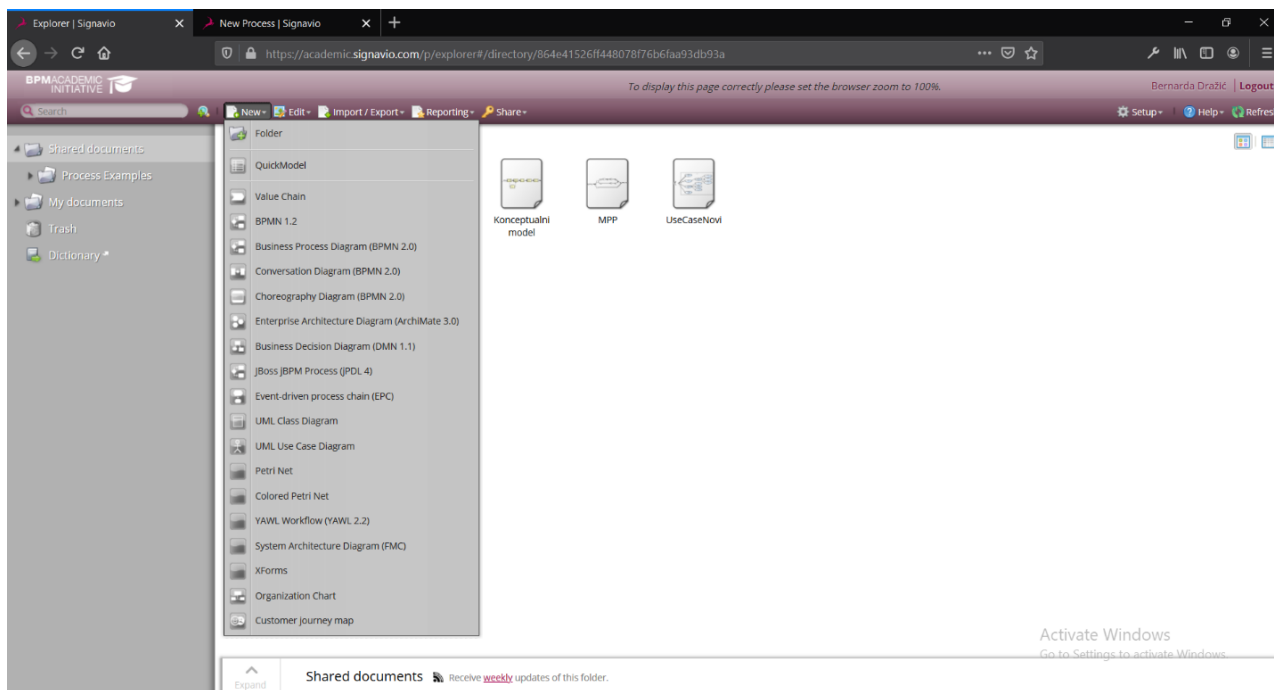 Explorer | Signavio
New Process | Signavio
https://academic.signavio.com/p/explorer#/directory/864e41526ff448078f76b6faa93db93a
BPMACADEMIC
INITIATIVE
To display this page correctly please set the browser zoom to 100%.
Bernarda Dražić | Logout
Search
New
Edit
Import / Export
Reporting
Share
Setup
Help
Refres
Shared documents
Process Examples
My documents
Trash
Dictionary
Folder
QuickModel
Value Chain
BPMN 1.2
Business Process Diagram (BPMN 2.0)
Conversation Diagram (BPMN 2.0)
Choreography Diagram (BPMN 2.0)
Enterprise Architecture Diagram (ArchiMate 3.0)
Business Decision Diagram (DMN 1.1)
JBoss jBPM Process (jPDL 4)
Event-driven process chain (EPC)
UML Class Diagram
UML Use Case Diagram
Petri Net
Colored Petri Net
YAWL Workflow (YAWL 2.2)
System Architecture Diagram (FMC)
XForms
Organization Chart
Customer journey map
Konceptualni
model
MPP
UseCaseNovi
Activate Windows
Go to Settings to activate Windows.
Expand
Shared documents
Receive weekly updates of this folder.